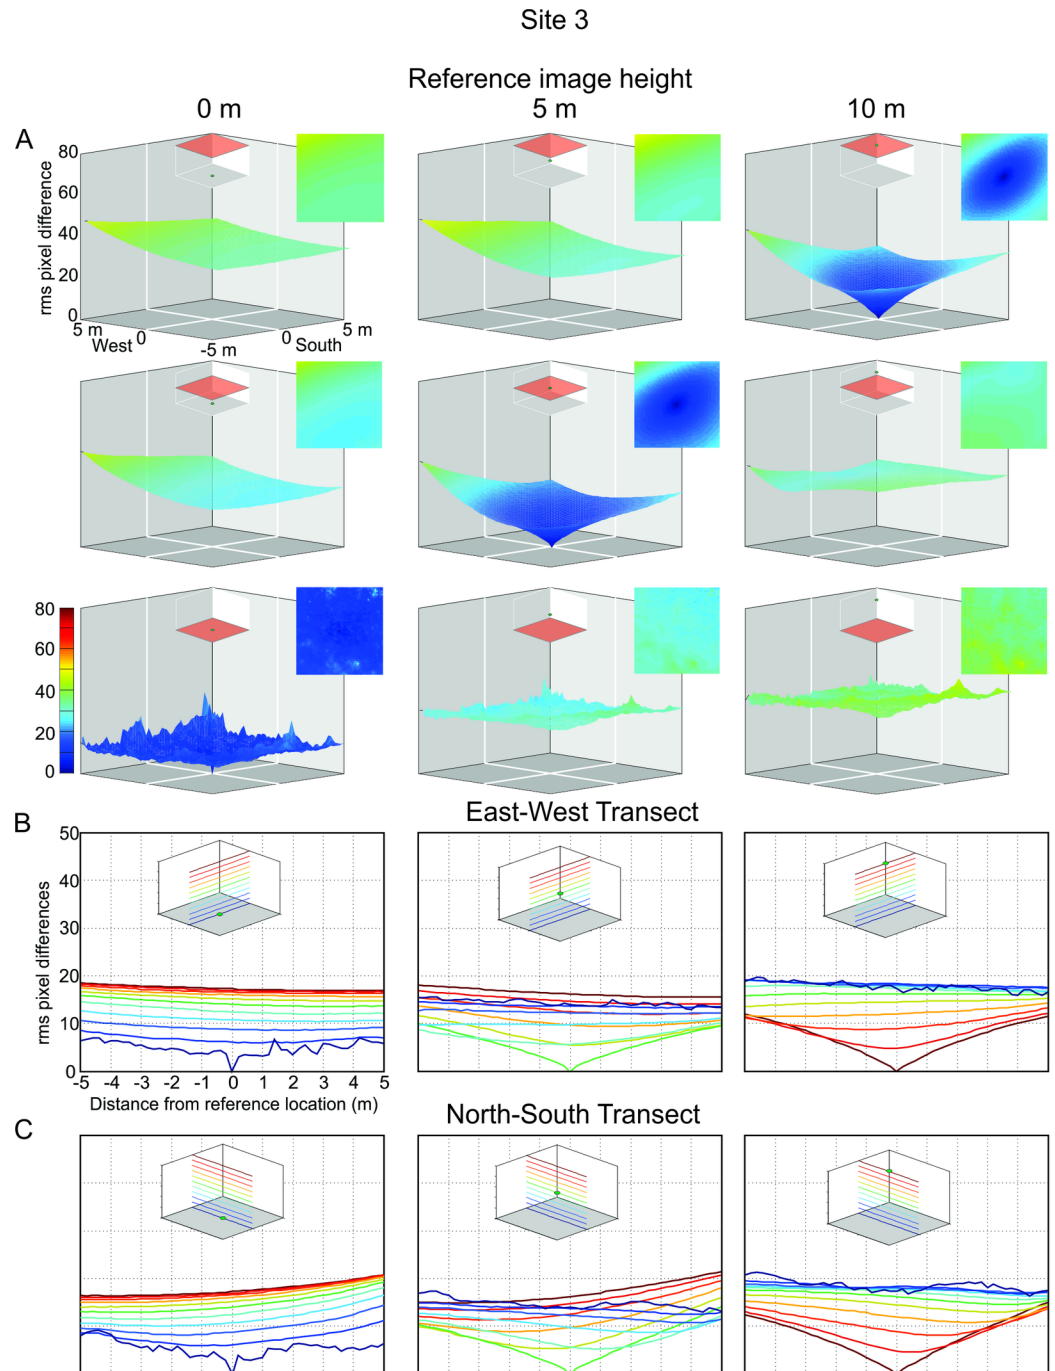 Site 3
Reference image height
0 m 5 m 10 m
A
rms pixel difference
80
60
40
20
0
5 m West 0 -5 m 0 South 5 m
80
60
40
20
0
B East-West Transect
rms pixel differences
50
40
30
20
10
0
-5 -4 -3 -2 -1 0 1 2 3 4 5
Distance from reference location (m)
C North-South Transect